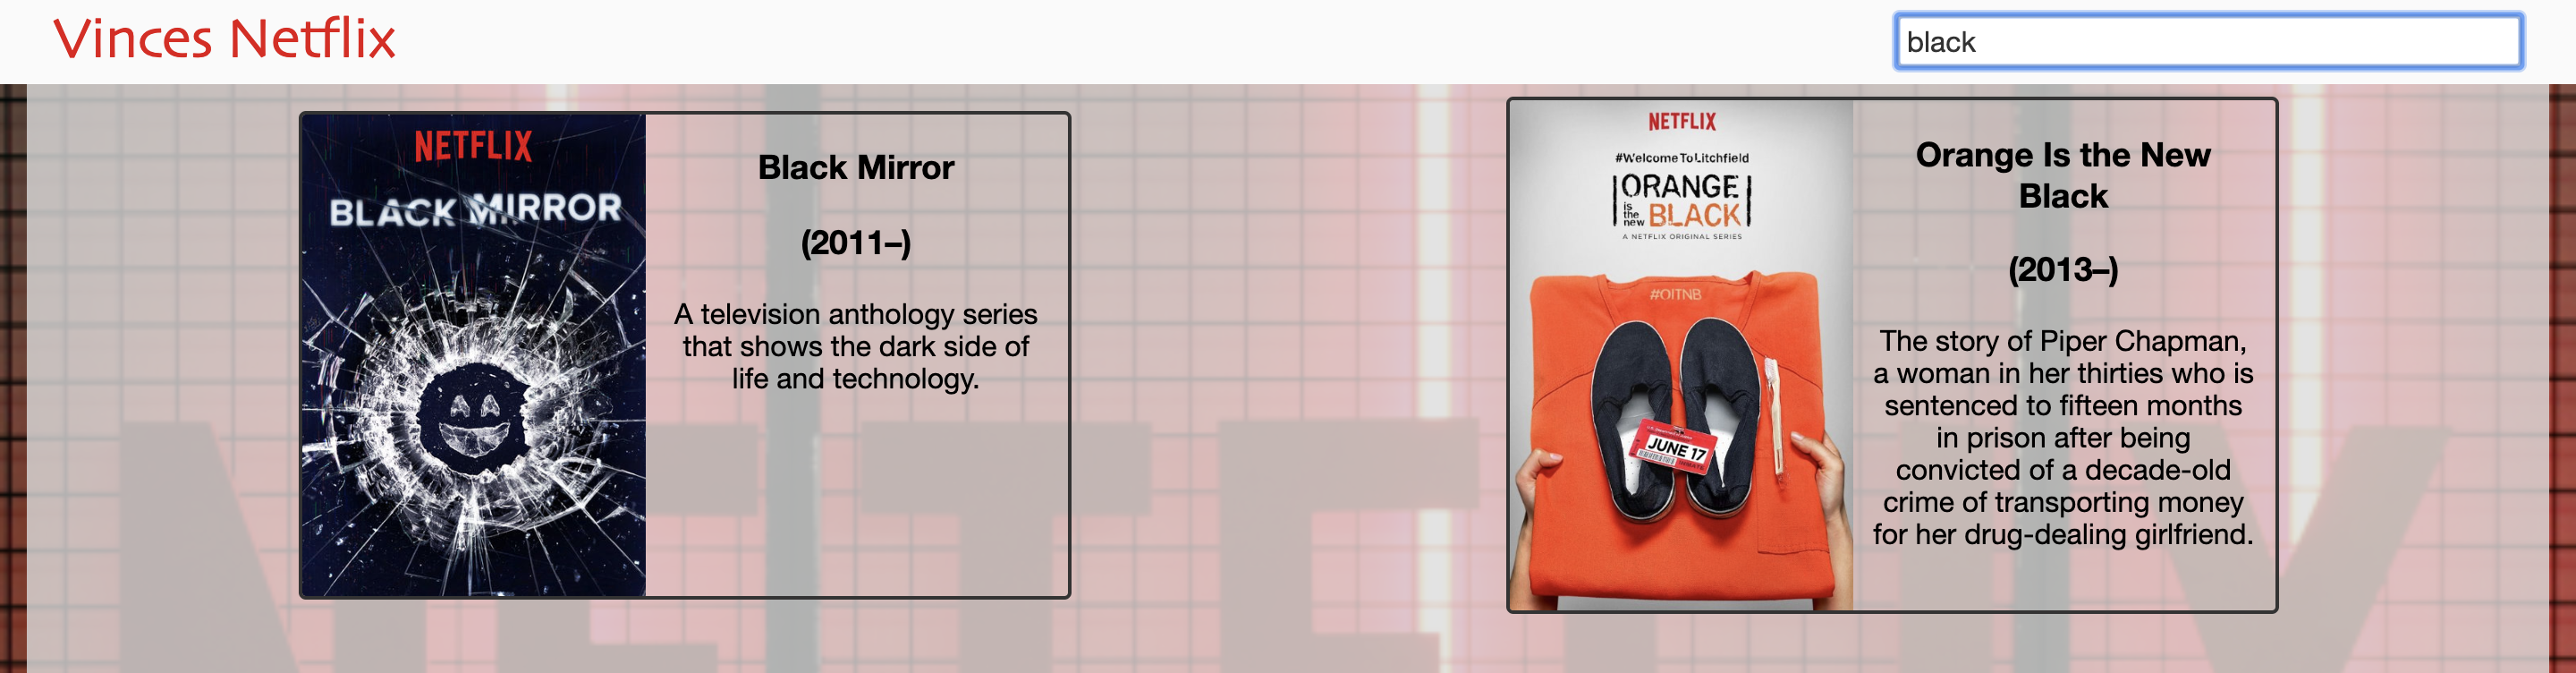 Vinces Netflix
black
NETFLIX
BLACK MIRROR
Black Mirror
(2011–)
A television anthology series
that shows the dark side of
life and technology.
NETFLIX
#WelcomeToLitchfield
ORANGE
is the new BLACK
A NETFLIX ORIGINAL SERIES
#OITNB
JUNE 17
Orange Is the New
Black
(2013–)
The story of Piper Chapman,
a woman in her thirties who is
sentenced to fifteen months
in prison after being
convicted of a decade-old
crime of transporting money
for her drug-dealing girlfriend.